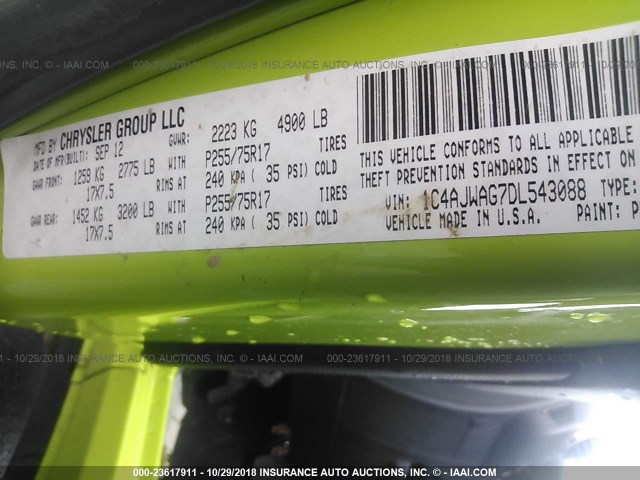 MFD BY CHRYSLER GROUP LLC
DATE OF MFR(BUILT): SEP 12 GVWR: 2223 KG 4900 LB
GAWR FRONT: 1259 KG 2775 LB WITH P255/75R17 TIRES
17X7.5 RIMS AT 240 KPA ( 35 PSI) COLD
GAWR REAR: 1452 KG 3200 LB WITH P255/75R17 TIRES
17X7.5 RIMS AT 240 KPA ( 35 PSI) COLD
THIS VEHICLE CONFORMS TO ALL APPLICABLE
THEFT PREVENTION STANDARDS IN EFFECT ON
VIN: 1C4AJWAG7DL543088 TYPE:
VEHICLE MADE IN U.S.A. PAINT: P
000-23617911 - 10/29/2018 INSURANCE AUTO AUCTIONS, INC. © - IAAI.COM
000-23617911 - 10/29/2018 INSURANCE AUTO AUCTIONS, INC. © - IAAI.COM
000-23617911 - 10/29/2018 INSURANCE AUTO AUCTIONS, INC. © - IAAI.COM